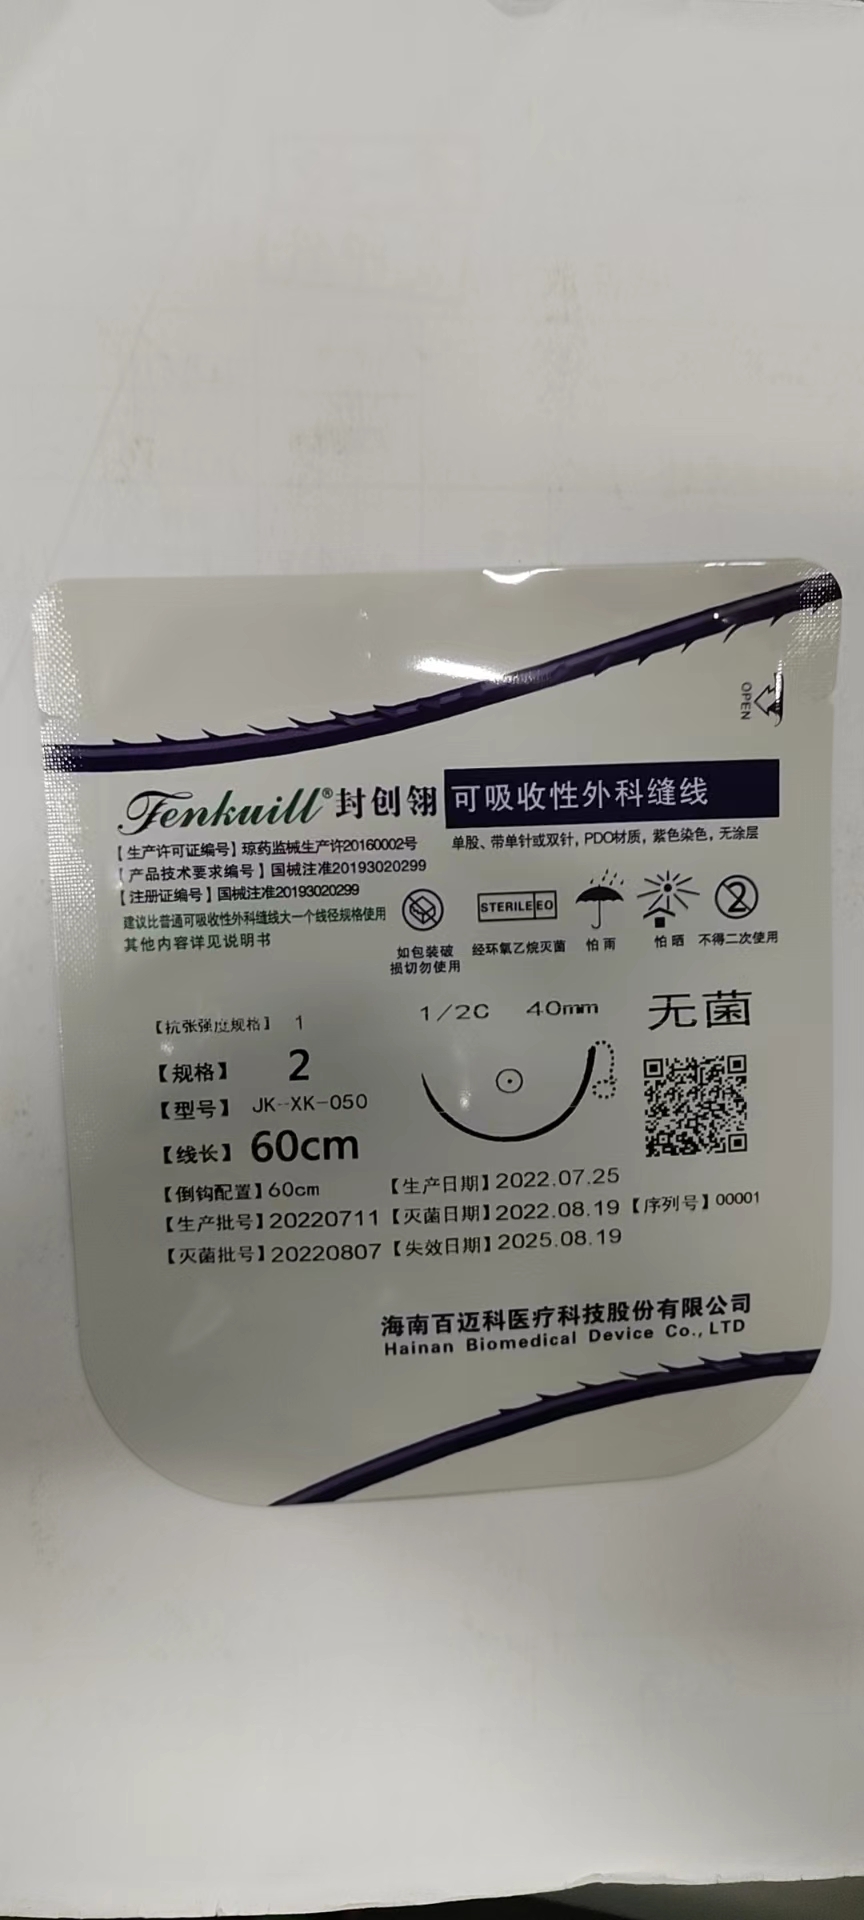 OPEN
Fenkuill®封创翎 可吸收性外科缝线
【生产许可证编号】琼药监械生产许20160002号
单股、带单针或双针，PDO材质，紫色染色，无涂层
【产品技术要求编号】国械注准20193020299
【注册证编号】国械注准20193020299
建议比普通可吸收性外科缝线大一个线径规格使用
其他内容详见说明书
STERILE EO
2
如包装破
损切勿使用
经环氧乙烷灭菌
怕雨
怕晒
不得二次使用
【抗张强度规格】 1
1/2C 40mm 无菌
【规格】 2
【型号】 JK-XK-050
【线长】60cm
【倒钩配置】60cm 【生产日期】2022.07.25
【生产批号】20220711 【灭菌日期】2022.08.19 【序列号】00001
【灭菌批号】20220807 【失效日期】2025.08.19
海南百迈科医疗科技股份有限公司
Hainan Biomedical Device Co., LTD